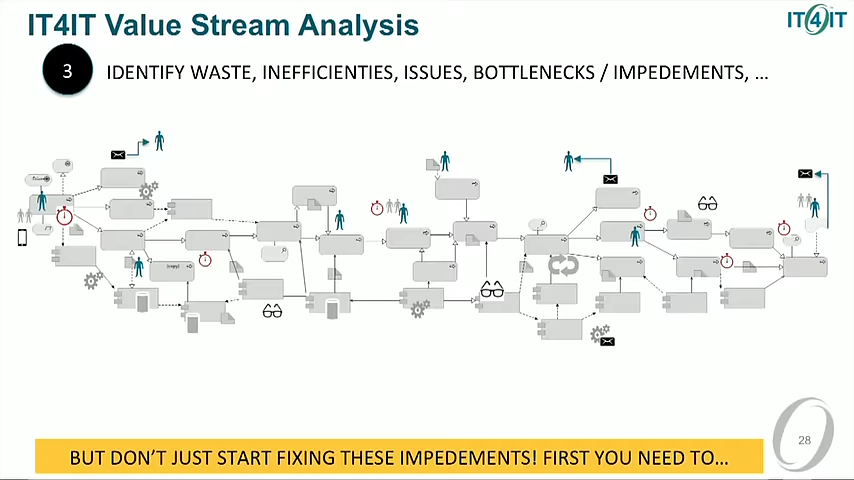 IT4IT Value Stream Analysis
IT4IT
3
IDENTIFY WASTE, INEFFICIENTIES, ISSUES, BOTTLENECKS / IMPEDEMENTS, ...
(copy)
28
BUT DON'T JUST START FIXING THESE IMPEDEMENTS! FIRST YOU NEED TO...